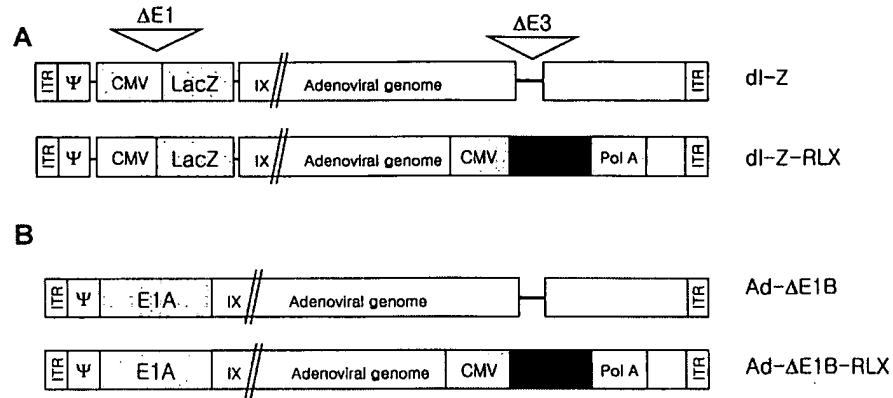 ΔE1
ΔE3
A
ITR Ψ CMV LacZ IX Adenoviral genome ITR dl-Z
ITR Ψ CMV LacZ IX Adenoviral genome CMV Pol A ITR dl-Z-RLX
B
ITR Ψ E1A IX Adenoviral genome ITR Ad-ΔE1B
ITR Ψ E1A IX Adenoviral genome CMV Pol A ITR Ad-ΔE1B-RLX